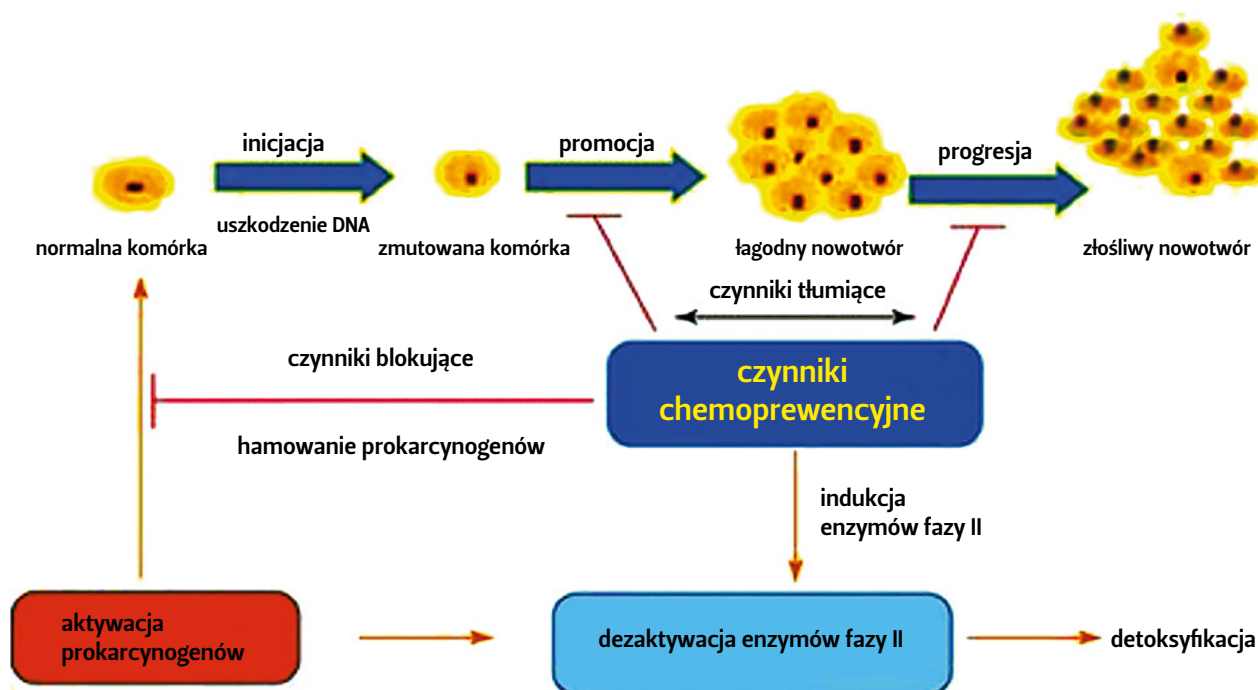 inicjacja
promocja
progresja
uszkodzenie DNA
normalna komórka
zmutowana komórka
łagodny nowotwór
złośliwy nowotwór
czynniki tłumiące
czynniki blokujące
czynniki
chemoprewencyjne
hamowanie prokarcynogenów
indukcja
enzymów fazy II
aktywacja
prokarcynogenów
dezaktywacja enzymów fazy II
detoksyfikacja